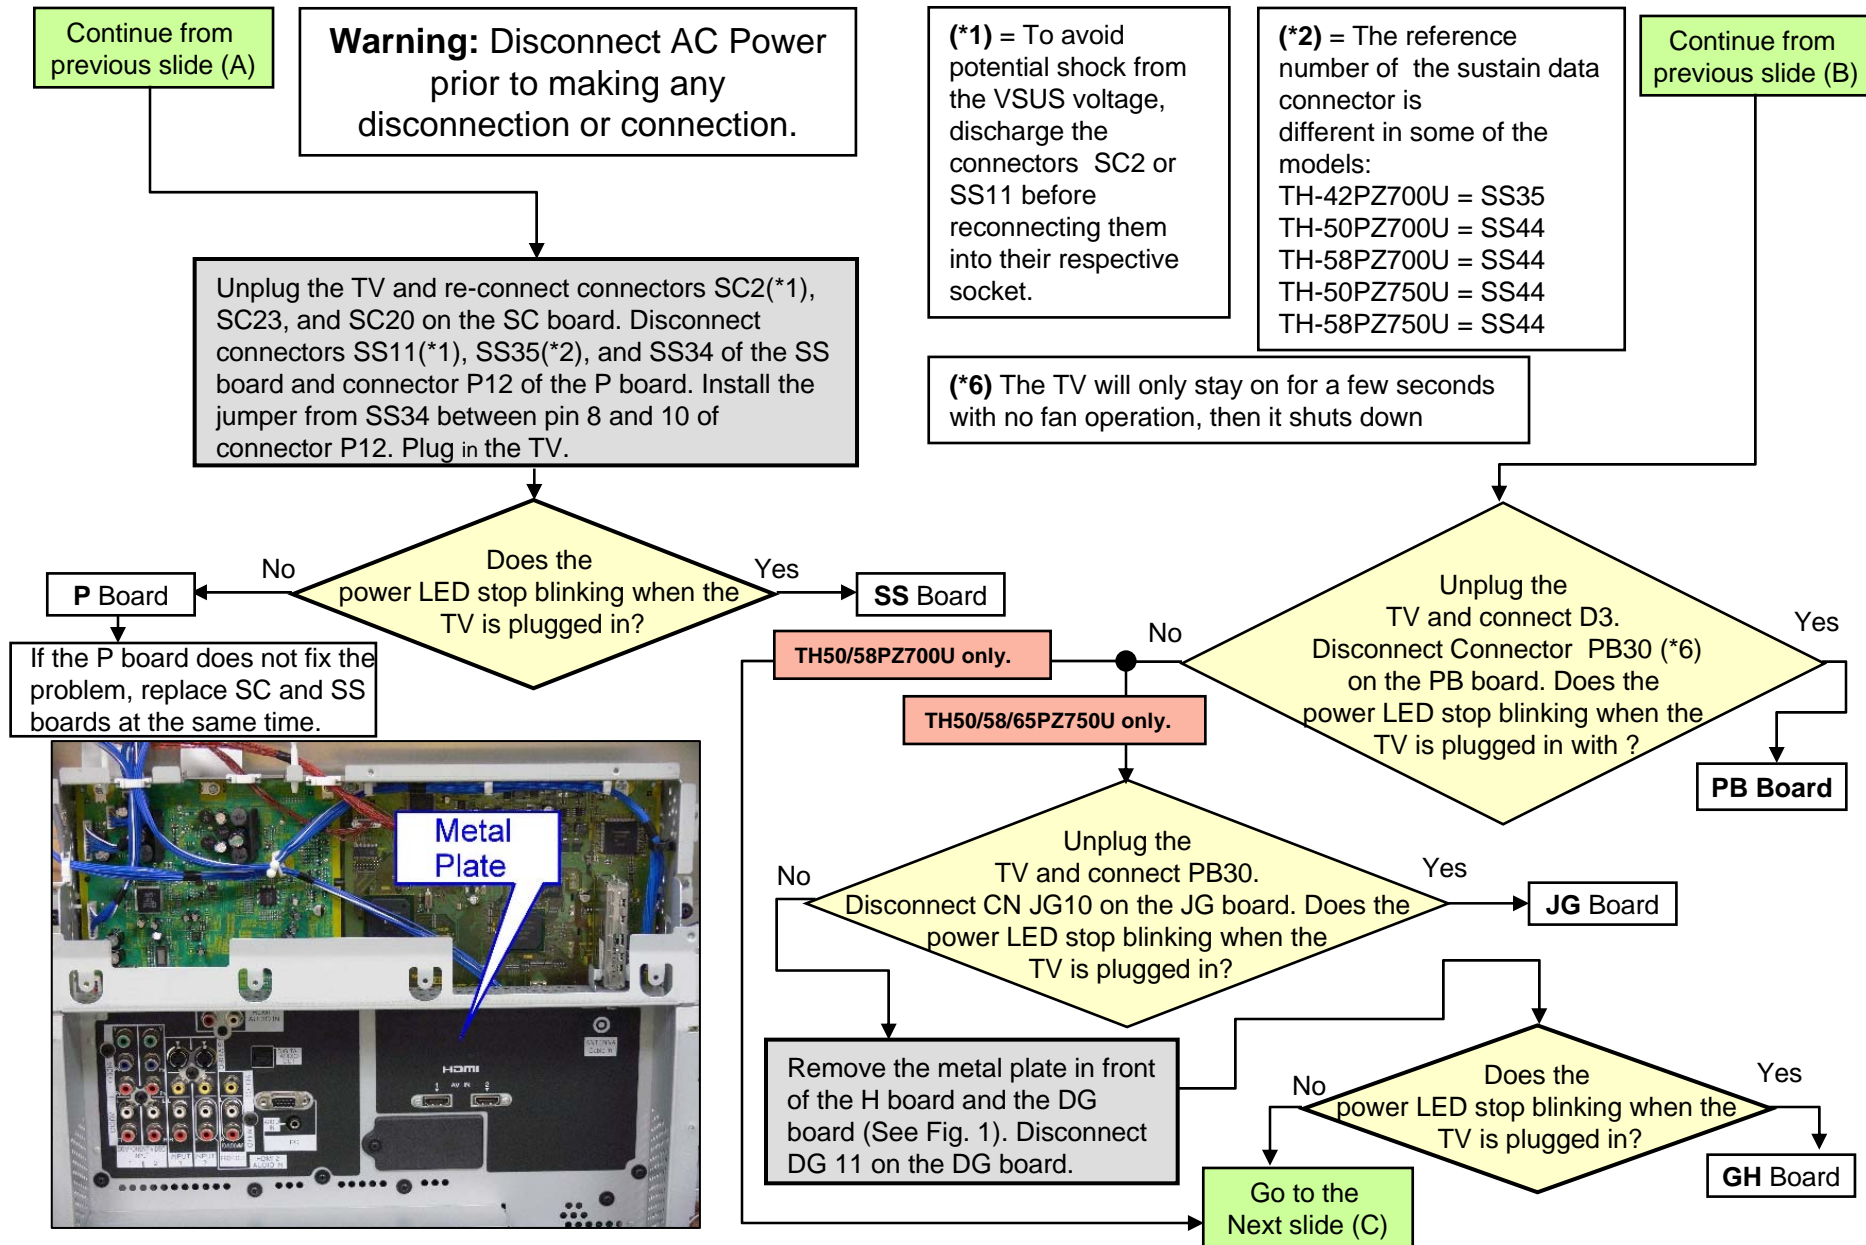 Continue from
previous slide (A)
Warning: Disconnect AC Power
prior to making any
disconnection or connection.
(*1) = To avoid
potential shock from
the VSUS voltage,
discharge the
connectors SC2 or
SS11 before
reconnecting them
into their respective
socket.
(*2) = The reference
number of the sustain data
connector is
different in some of the
models:
TH-42PZ700U = SS35
TH-50PZ700U = SS44
TH-58PZ700U = SS44
TH-50PZ750U = SS44
TH-58PZ750U = SS44
Continue from
previous slide (B)
Unplug the TV and re-connect connectors SC2(*1),
SC23, and SC20 on the SC board. Disconnect
connectors SS11(*1), SS35(*2), and SS34 of the SS
board and connector P12 of the P board. Install the
jumper from SS34 between pin 8 and 10 of
connector P12. Plug in the TV.
(*6) The TV will only stay on for a few seconds
with no fan operation, then it shuts down
Does the
power LED stop blinking when the
TV is plugged in?
No
Yes
P Board
SS Board
If the P board does not fix the
problem, replace SC and SS
boards at the same time.
Unplug the
TV and connect D3.
Disconnect Connector PB30 (*6)
on the PB board. Does the
power LED stop blinking when the
TV is plugged in with ?
No
Yes
PB Board
TH50/58PZ700U only.
TH50/58/65PZ750U only.
Unplug the
TV and connect PB30.
Disconnect CN JG10 on the JG board. Does the
power LED stop blinking when the
TV is plugged in?
No
Yes
JG Board
Remove the metal plate in front
of the H board and the DG
board (See Fig. 1). Disconnect
DG 11 on the DG board.
Does the
power LED stop blinking when the
TV is plugged in?
No
Yes
GH Board
Go to the
Next slide (C)
Metal
Plate
HDMI
AV IN
1
2
ANTENNA
AUDIO IN
PC